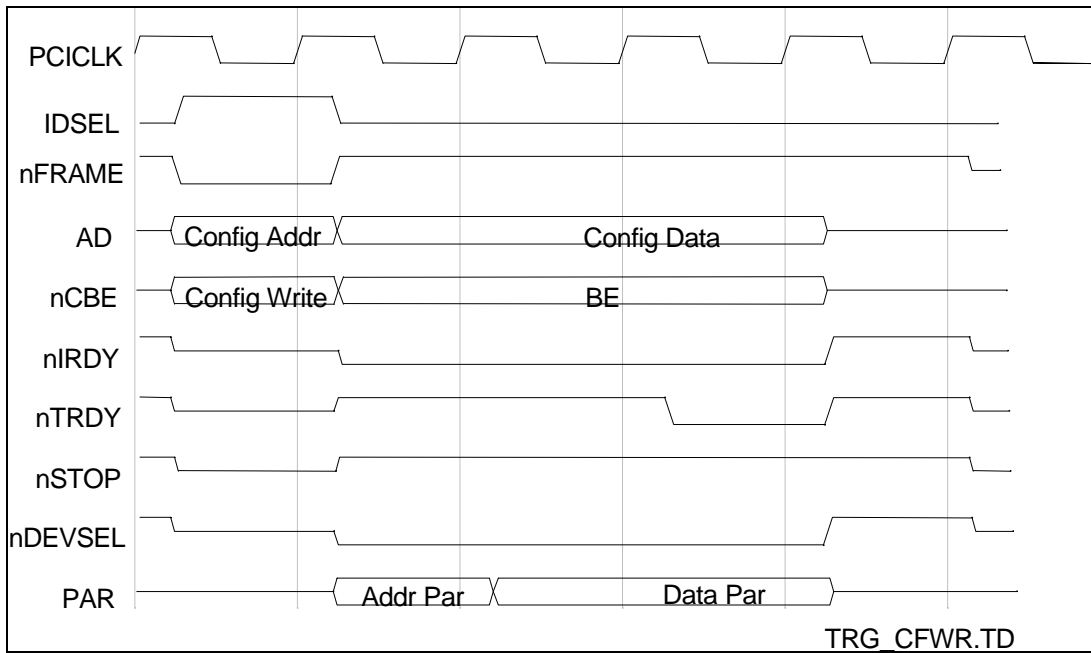 PCICLK
IDSEL
nFRAME
AD Config Addr Config Data
nCBE Config Write BE
nIRDY
nTRDY
nSTOP
nDEVSEL
PAR Addr Par Data Par
TRG_CFWR.TD